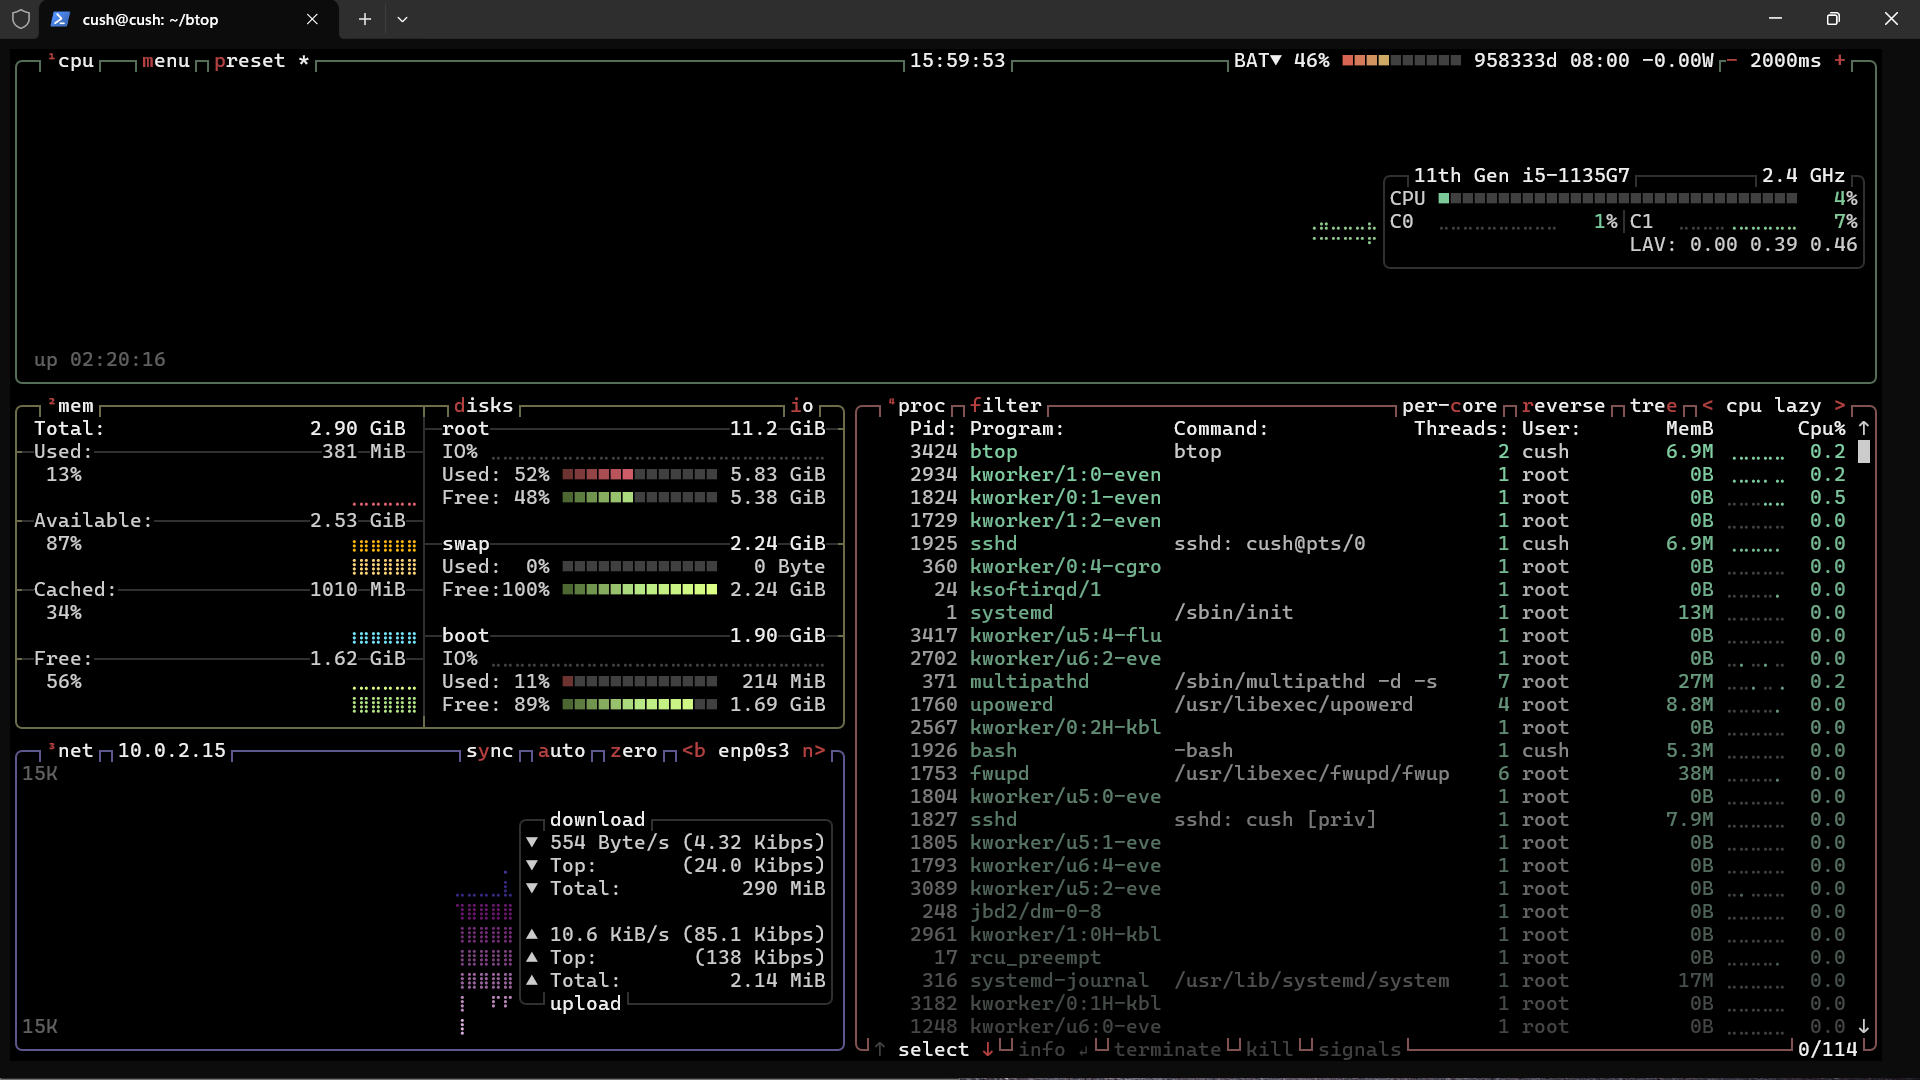 cush@cush: ~/btop
¹cpu menu preset * 15:59:53 BAT▼ 46% 958333d 08:00 -0.00W - 2000ms +
11th Gen i5-1135G7 2.4 GHz
CPU 4%
C0 1% C1 7%
LAV: 0.00 0.39 0.46
up 02:20:16
²mem
Total: 2.90 GiB
Used: 381 MiB
13%
Available: 2.53 GiB
87%
Cached: 1010 MiB
34%
Free: 1.62 GiB
56%
disks io
root 11.2 GiB
IO%
Used: 52% 5.83 GiB
Free: 48% 5.38 GiB
swap 2.24 GiB
Used: 0% 0 Byte
Free:100% 2.24 GiB
boot 1.90 GiB
IO%
Used: 11% 214 MiB
Free: 89% 1.69 GiB
³net 10.0.2.15 sync auto zero <b enp0s3 n>
15K
download
▼ 554 Byte/s (4.32 Kibps)
▼ Top: (24.0 Kibps)
▼ Total: 290 MiB
▲ 10.6 KiB/s (85.1 Kibps)
▲ Top: (138 Kibps)
▲ Total: 2.14 MiB
upload
15K
⁴proc filter per-core reverse tree < cpu lazy >
Pid: Program: Command: Threads: User: MemB Cpu% ↑
3424 btop btop 2 cush 6.9M 0.2
2934 kworker/1:0-even 1 root 0B 0.2
1824 kworker/0:1-even 1 root 0B 0.5
1729 kworker/1:2-even 1 root 0B 0.0
1925 sshd sshd: cush@pts/0 1 cush 6.9M 0.0
360 kworker/0:4-cgro 1 root 0B 0.0
24 ksoftirqd/1 1 root 0B 0.0
1 systemd /sbin/init 1 root 13M 0.0
3417 kworker/u5:4-flu 1 root 0B 0.0
2702 kworker/u6:2-eve 1 root 0B 0.0
371 multipathd /sbin/multipathd -d -s 7 root 27M 0.2
1760 upowerd /usr/libexec/upowerd 4 root 8.8M 0.0
2567 kworker/0:2H-kbl 1 root 0B 0.0
1926 bash -bash 1 cush 5.3M 0.0
1753 fwupd /usr/libexec/fwupd/fwup 6 root 38M 0.0
1804 kworker/u5:0-eve 1 root 0B 0.0
1827 sshd sshd: cush [priv] 1 root 7.9M 0.0
1805 kworker/u5:1-eve 1 root 0B 0.0
1793 kworker/u6:4-eve 1 root 0B 0.0
3089 kworker/u5:2-eve 1 root 0B 0.0
248 jbd2/dm-0-8 1 root 0B 0.0
2961 kworker/1:0H-kbl 1 root 0B 0.0
17 rcu_preempt 1 root 0B 0.0
316 systemd-journal /usr/lib/systemd/system 1 root 17M 0.0
3182 kworker/0:1H-kbl 1 root 0B 0.0
1248 kworker/u6:0-eve 1 root 0B 0.0 ↓
↑ select ↓ info ↲ terminate kill signals 0/114